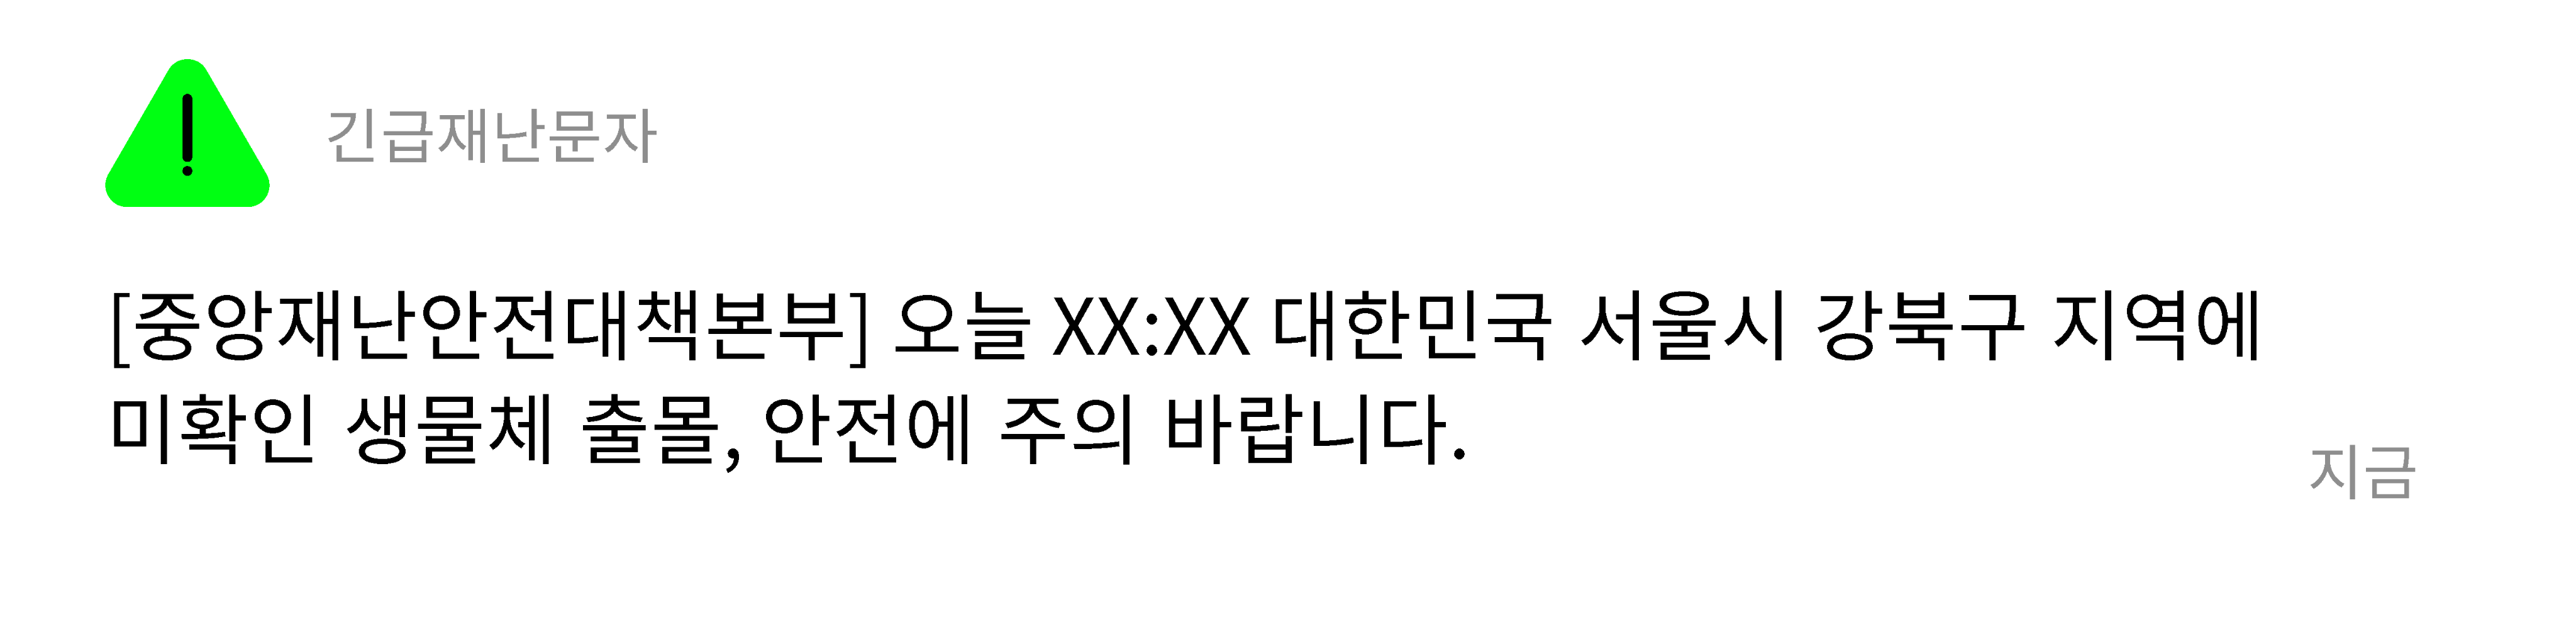 긴급재난문자
[중앙재난안전대책본부] 오늘 XX:XX 대한민국 서울시 강북구 지역에
미확인 생물체 출몰, 안전에 주의 바랍니다.
지금